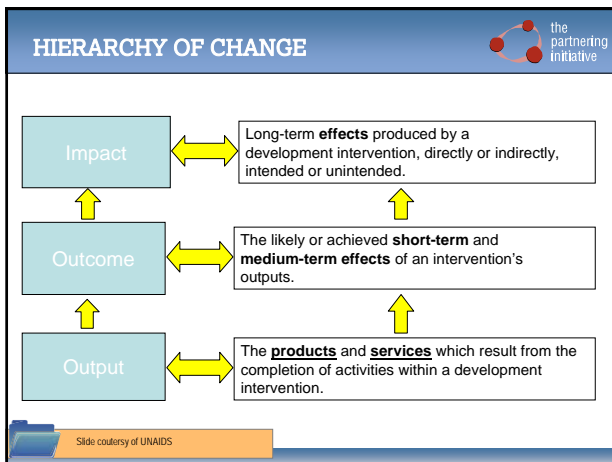 HIERARCHY OF CHANGE
the
partnering
initiative
Impact
Long-term effects produced by a
development intervention, directly or indirectly,
intended or unintended.
Outcome
The likely or achieved short-term and
medium-term effects of an intervention's
outputs.
Output
The products and services which result from the
completion of activities within a development
intervention.
Slide coutersy of UNAIDS